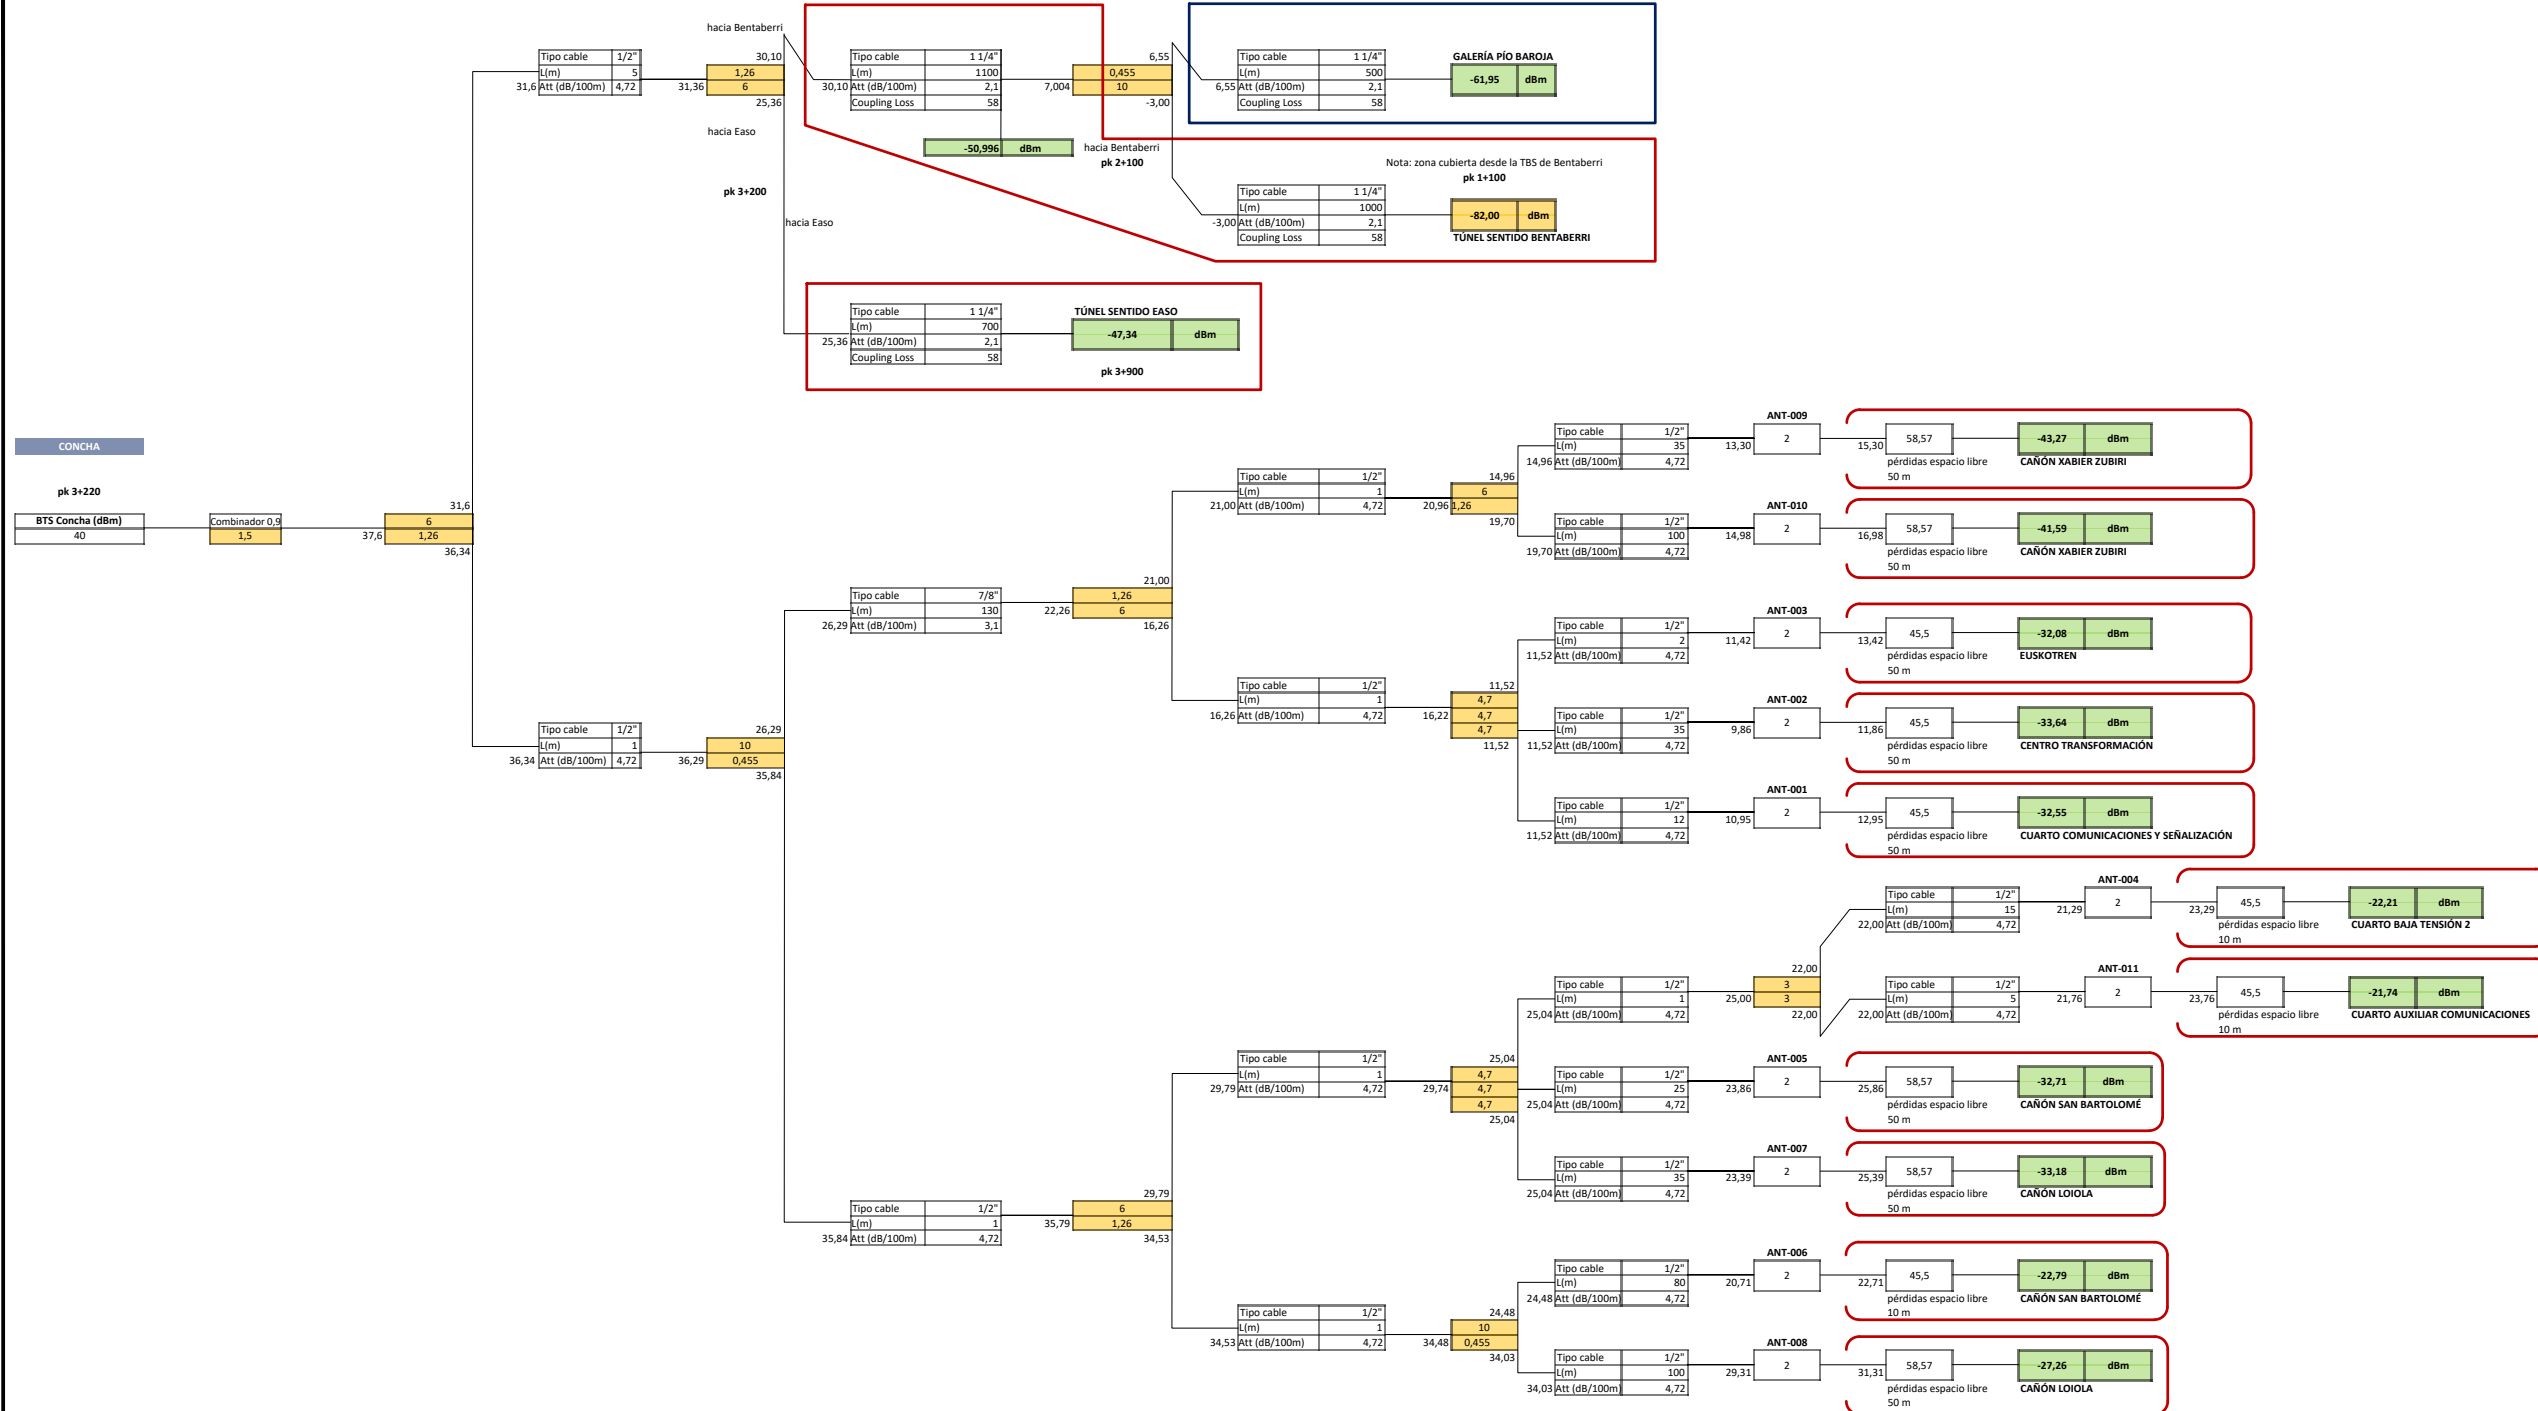 hacia Bentaberri
Tipo cable 1/2"
L(m) 5
31,6 Att (dB/100m) 4,72
31,36
30,10
1,26
6
25,36
Tipo cable 1 1/4"
L(m) 1100
30,10 Att (dB/100m) 2,1
Coupling Loss 58
7,004
6,55
0,455
10
-3,00
Tipo cable 1 1/4"
L(m) 500
6,55 Att (dB/100m) 2,1
Coupling Loss 58
GALERÍA PÍO BAROJA
-61,95 dBm
hacia Easo
-50,996 dBm
hacia Bentaberri
pk 2+100
Nota: zona cubierta desde la TBS de Bentaberri
pk 1+100
pk 3+200
hacia Easo
Tipo cable 1 1/4"
L(m) 1000
-3,00 Att (dB/100m) 2,1
Coupling Loss 58
-82,00 dBm
TÚNEL SENTIDO BENTABERRI
Tipo cable 1 1/4"
L(m) 700
25,36 Att (dB/100m) 2,1
Coupling Loss 58
TÚNEL SENTIDO EASO
-47,34 dBm
pk 3+900
CONCHA
pk 3+220
BTS Concha (dBm)
40
Combinador 0,9
1,5
37,6
31,6
6
1,26
36,34
Tipo cable 1/2"
L(m) 1
36,34 Att (dB/100m) 4,72
36,29
26,29
10
0,455
35,84
Tipo cable 7/8"
L(m) 130
26,29 Att (dB/100m) 3,1
22,26
21,00
1,26
6
16,26
Tipo cable 1/2"
L(m) 1
21,00 Att (dB/100m) 4,72
20,96
14,96
6
1,26
19,70
Tipo cable 1/2"
L(m) 35
14,96 Att (dB/100m) 4,72
13,30
ANT-009
2
15,30
58,57
pérdidas espacio libre
50 m
-43,27 dBm
CAÑÓN XABIER ZUBIRI
Tipo cable 1/2"
L(m) 100
19,70 Att (dB/100m) 4,72
14,98
ANT-010
2
16,98
58,57
pérdidas espacio libre
50 m
-41,59 dBm
CAÑÓN XABIER ZUBIRI
Tipo cable 1/2"
L(m) 1
16,26 Att (dB/100m) 4,72
16,22
11,52
4,7
4,7
4,7
11,52
Tipo cable 1/2"
L(m) 2
11,52 Att (dB/100m) 4,72
11,42
ANT-003
2
13,42
45,5
pérdidas espacio libre
50 m
-32,08 dBm
EUSKOTREN
Tipo cable 1/2"
L(m) 35
11,52 Att (dB/100m) 4,72
9,86
ANT-002
2
11,86
45,5
pérdidas espacio libre
50 m
-33,64 dBm
CENTRO TRANSFORMACIÓN
Tipo cable 1/2"
L(m) 12
11,52 Att (dB/100m) 4,72
10,95
ANT-001
2
12,95
45,5
pérdidas espacio libre
50 m
-32,55 dBm
CUARTO COMUNICACIONES Y SEÑALIZACIÓN
Tipo cable 1/2"
L(m) 1
35,84 Att (dB/100m) 4,72
35,79
29,79
6
1,26
34,53
Tipo cable 1/2"
L(m) 1
29,79 Att (dB/100m) 4,72
29,74
25,04
4,7
4,7
4,7
25,04
Tipo cable 1/2"
L(m) 1
25,04 Att (dB/100m) 4,72
25,00
22,00
3
3
22,00
Tipo cable 1/2"
L(m) 15
22,00 Att (dB/100m) 4,72
21,29
ANT-004
2
23,29
45,5
pérdidas espacio libre
10 m
-22,21 dBm
CUARTO BAJA TENSIÓN 2
Tipo cable 1/2"
L(m) 5
22,00 Att (dB/100m) 4,72
21,76
ANT-011
2
23,76
45,5
pérdidas espacio libre
10 m
-21,74 dBm
CUARTO AUXILIAR COMUNICACIONES
Tipo cable 1/2"
L(m) 25
25,04 Att (dB/100m) 4,72
23,86
ANT-005
2
25,86
58,57
pérdidas espacio libre
50 m
-32,71 dBm
CAÑÓN SAN BARTOLOMÉ
Tipo cable 1/2"
L(m) 35
25,04 Att (dB/100m) 4,72
23,39
ANT-007
2
25,39
58,57
pérdidas espacio libre
50 m
-33,18 dBm
CAÑÓN LOIOLA
Tipo cable 1/2"
L(m) 1
34,53 Att (dB/100m) 4,72
34,48
24,48
10
0,455
34,03
Tipo cable 1/2"
L(m) 80
24,48 Att (dB/100m) 4,72
20,71
ANT-006
2
22,71
45,5
pérdidas espacio libre
10 m
-22,79 dBm
CAÑÓN SAN BARTOLOMÉ
Tipo cable 1/2"
L(m) 100
34,03 Att (dB/100m) 4,72
29,31
ANT-008
2
31,31
58,57
pérdidas espacio libre
50 m
-27,26 dBm
CAÑÓN LOIOLA